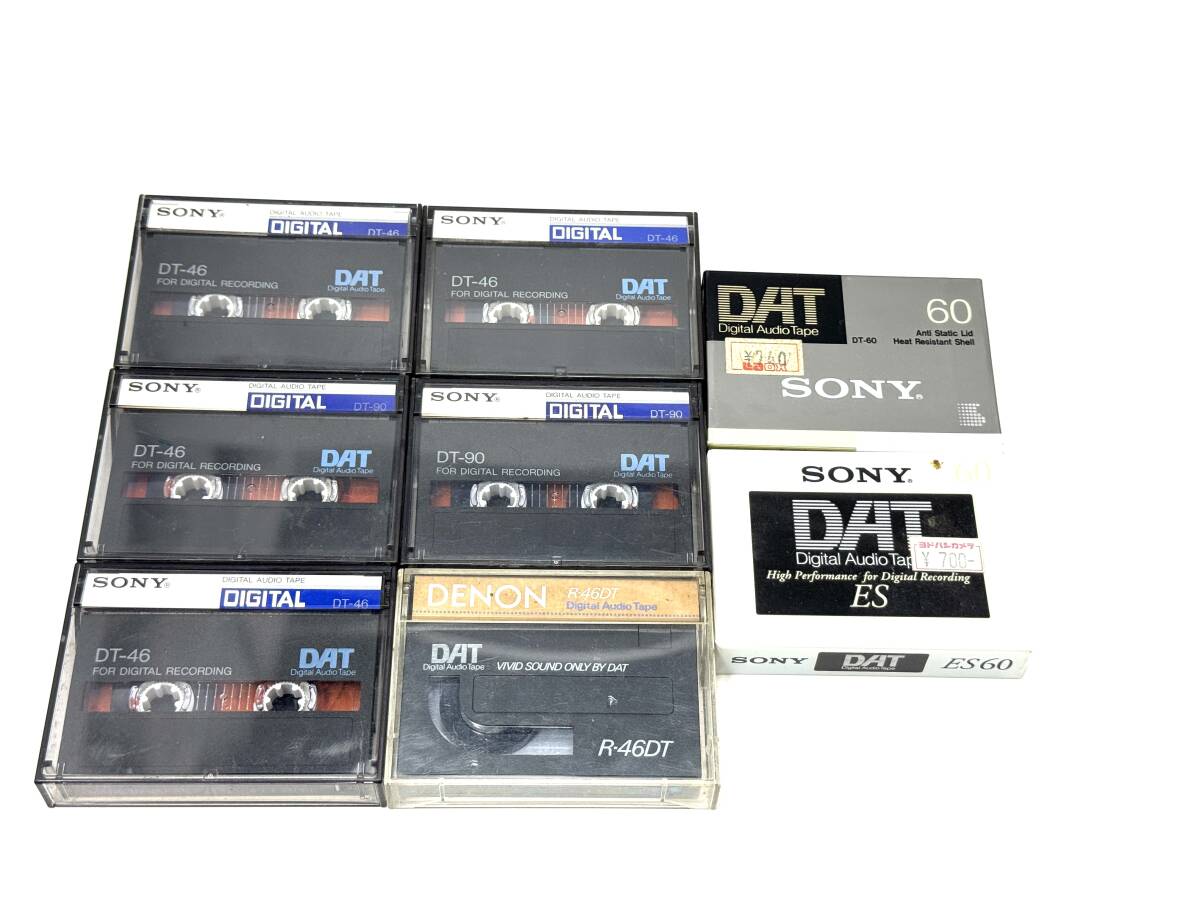 SONY®
DIGITAL AUDIO TAPE
DIGITAL DT-46
DT-46
FOR DIGITAL RECORDING
DAT
Digital Audio Tape
SONY®
DIGITAL AUDIO TAPE
DIGITAL DT-46
DT-46
FOR DIGITAL RECORDING
DAT
Digital Audio Tape
SONY®
DIGITAL AUDIO TAPE
DIGITAL DT-90
DT-46
FOR DIGITAL RECORDING
DAT
Digital Audio Tape
SONY®
DIGITAL AUDIO TAPE
DIGITAL DT-90
DT-90
FOR DIGITAL RECORDING
DAT
Digital Audio Tape
SONY®
DIGITAL AUDIO TAPE
DIGITAL DT-46
DT-46
FOR DIGITAL RECORDING
DAT
Digital Audio Tape
DENON R-46DT
Digital Audio Tape
DAT
Digital Audio Tape
VIVID SOUND ONLY BY DAT
R-46DT
DAT
Digital Audio Tape
60
Anti Static Lid
DT-60 Heat Resistant Shell
SONY®
SONY® 60
DAT
Digital Audio
ヨドバシカメラ
¥ 700-
High Performance for Digital Recording
ES
SONY DAT ES60
Digital Audio Tape